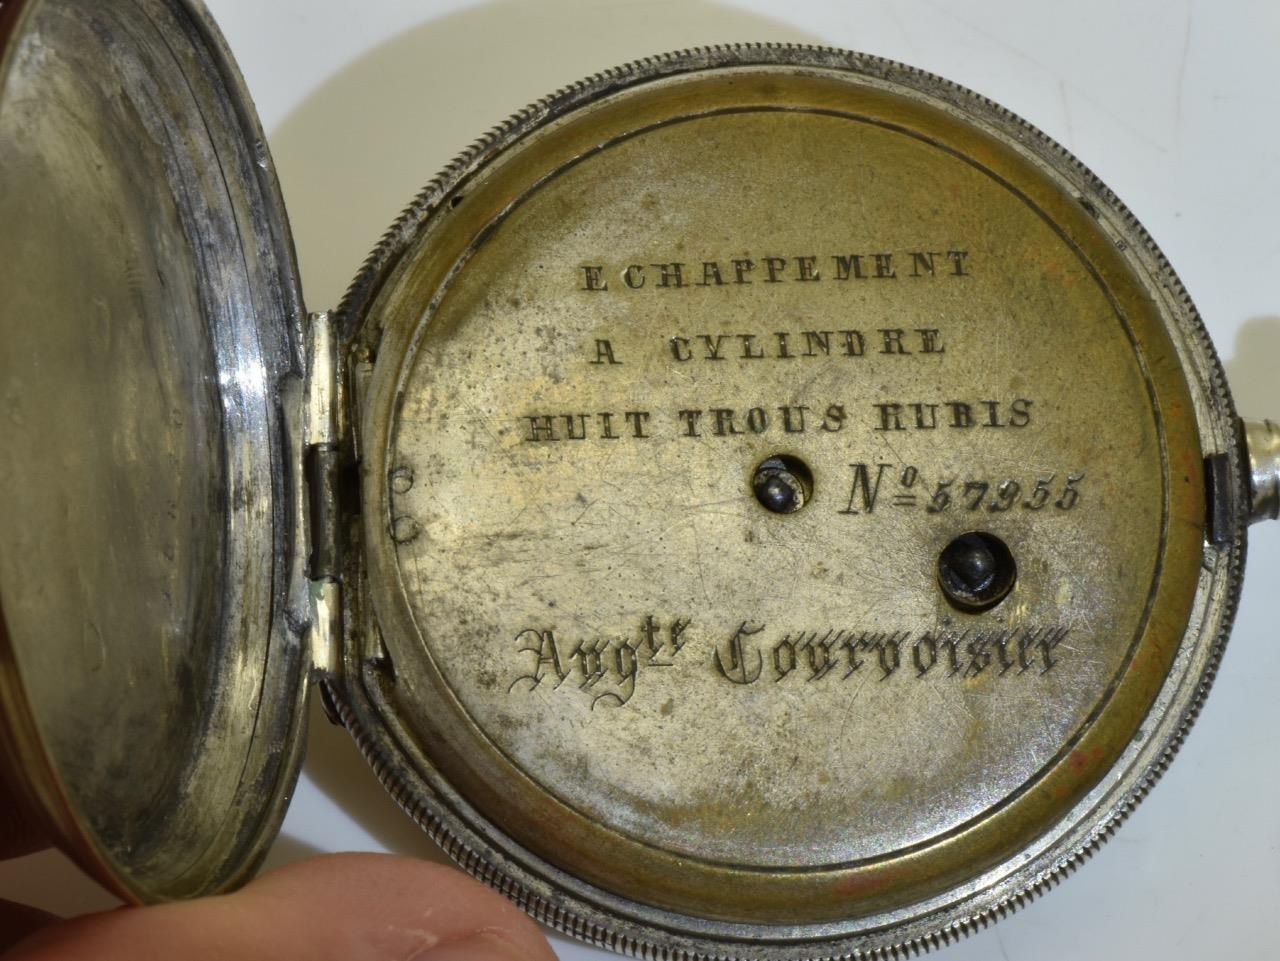 ECHAPPEMENT
A CYLINDRE
HUIT TROUS RUBIS
Nº 57955
Augte Courvoisier